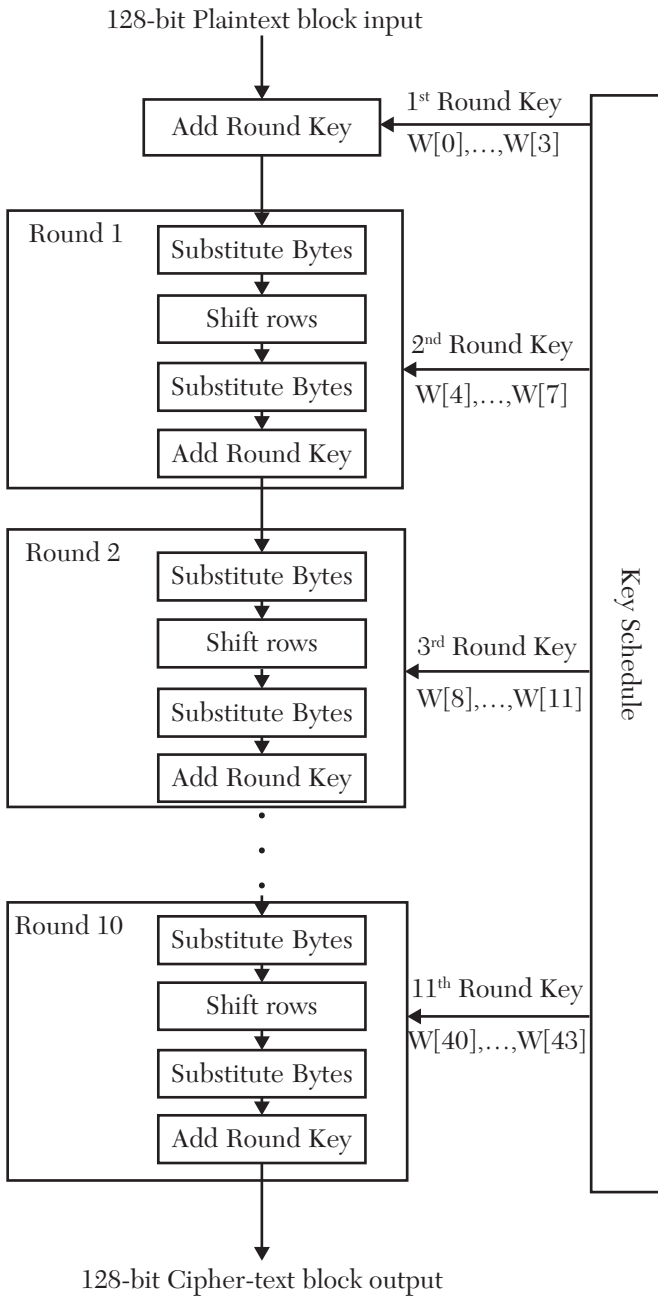 128-bit Plaintext block input
Add Round Key
1st Round Key
W[0],…,W[3]
Round 1
Substitute Bytes
Shift rows
Substitute Bytes
Add Round Key
2nd Round Key
W[4],…,W[7]
Round 2
Substitute Bytes
Shift rows
Substitute Bytes
Add Round Key
3rd Round Key
W[8],…,W[11]
Round 10
Substitute Bytes
Shift rows
Substitute Bytes
Add Round Key
11th Round Key
W[40],…,W[43]
Key Schedule
128-bit Cipher-text block output